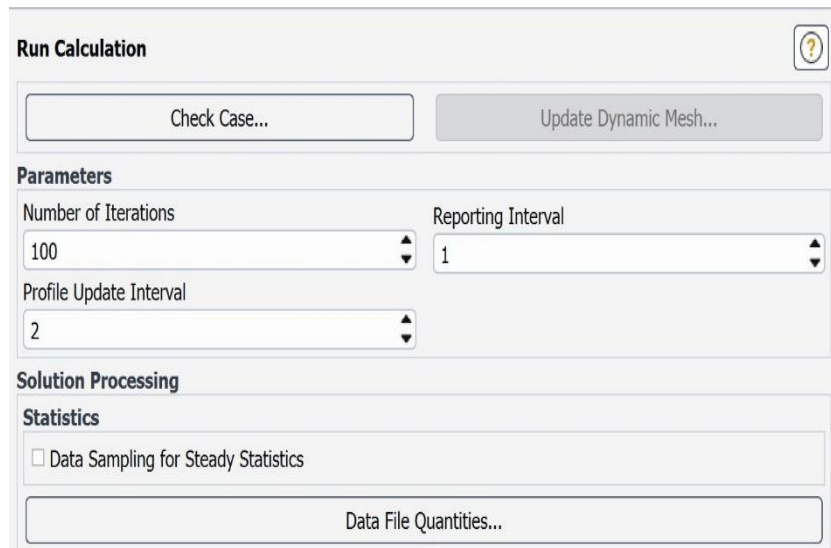 Run Calculation
?
Check Case...
Update Dynamic Mesh...
Parameters
Number of Iterations
Reporting Interval
100
1
Profile Update Interval
2
Solution Processing
Statistics
Data Sampling for Steady Statistics
Data File Quantities...